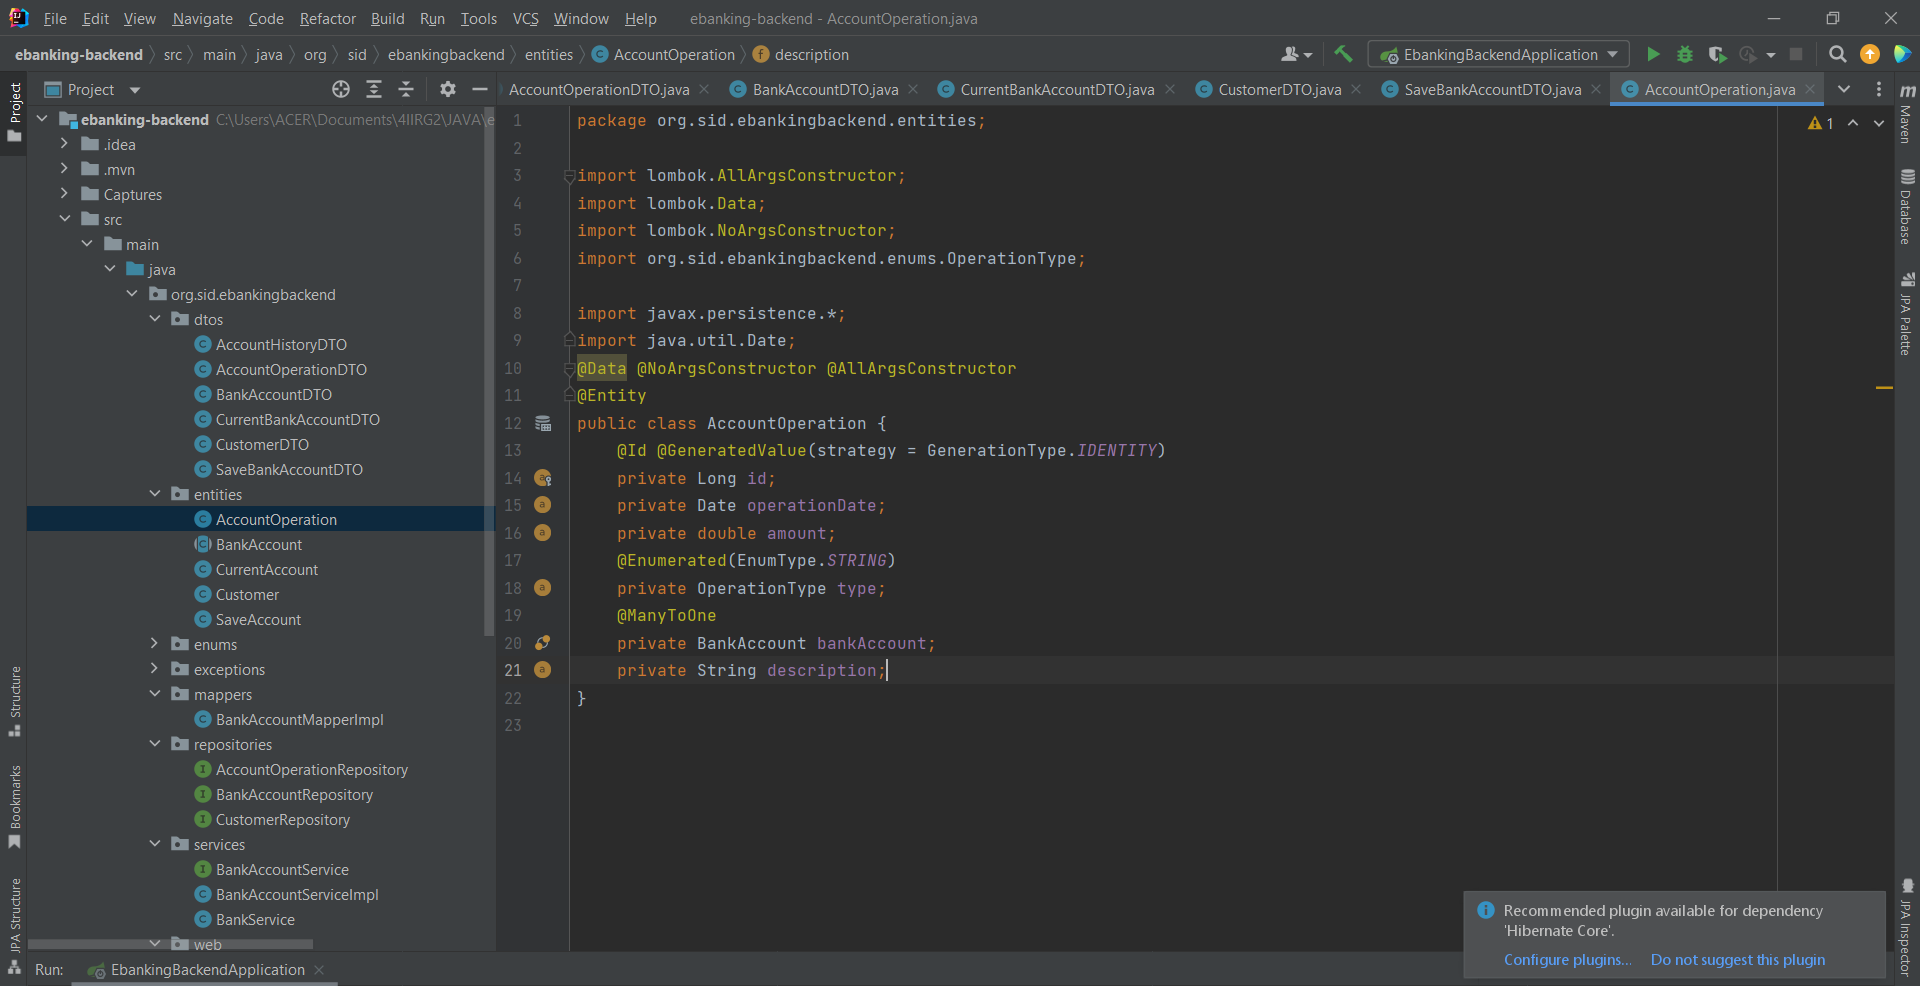 File Edit View Navigate Code Refactor Build Run Tools VCS Window Help ebanking-backend - AccountOperation.java
ebanking-backend src main java org sid ebankingbackend entities AccountOperation description EbankingBackendApplication
Project
AccountOperationDTO.java BankAccountDTO.java CurrentBankAccountDTO.java CustomerDTO.java SaveBankAccountDTO.java AccountOperation.java
Project
ebanking-backend C:\Users\ACER\Documents\4IIRG2\JAVA\e
.idea
.mvn
Captures
src
main
java
org.sid.ebankingbackend
dtos
AccountHistoryDTO
AccountOperationDTO
BankAccountDTO
CurrentBankAccountDTO
CustomerDTO
SaveBankAccountDTO
entities
AccountOperation
BankAccount
CurrentAccount
Customer
SaveAccount
enums
exceptions
mappers
BankAccountMapperImpl
repositories
AccountOperationRepository
BankAccountRepository
CustomerRepository
services
BankAccountService
BankAccountServiceImpl
BankService
web
Structure
Bookmarks
JPA Structure
1 package org.sid.ebankingbackend.entities;
2
3 import lombok.AllArgsConstructor;
4 import lombok.Data;
5 import lombok.NoArgsConstructor;
6 import org.sid.ebankingbackend.enums.OperationType;
7
8 import javax.persistence.*;
9 import java.util.Date;
10 @Data @NoArgsConstructor @AllArgsConstructor
11 @Entity
12 public class AccountOperation {
13 @Id @GeneratedValue(strategy = GenerationType.IDENTITY)
14 private Long id;
15 private Date operationDate;
16 private double amount;
17 @Enumerated(EnumType.STRING)
18 private OperationType type;
19 @ManyToOne
20 private BankAccount bankAccount;
21 private String description;
22 }
23
1
Maven
Database
JPA Palette
JPA Inspector
Recommended plugin available for dependency
'Hibernate Core'.
Configure plugins... Do not suggest this plugin
Run: EbankingBackendApplication